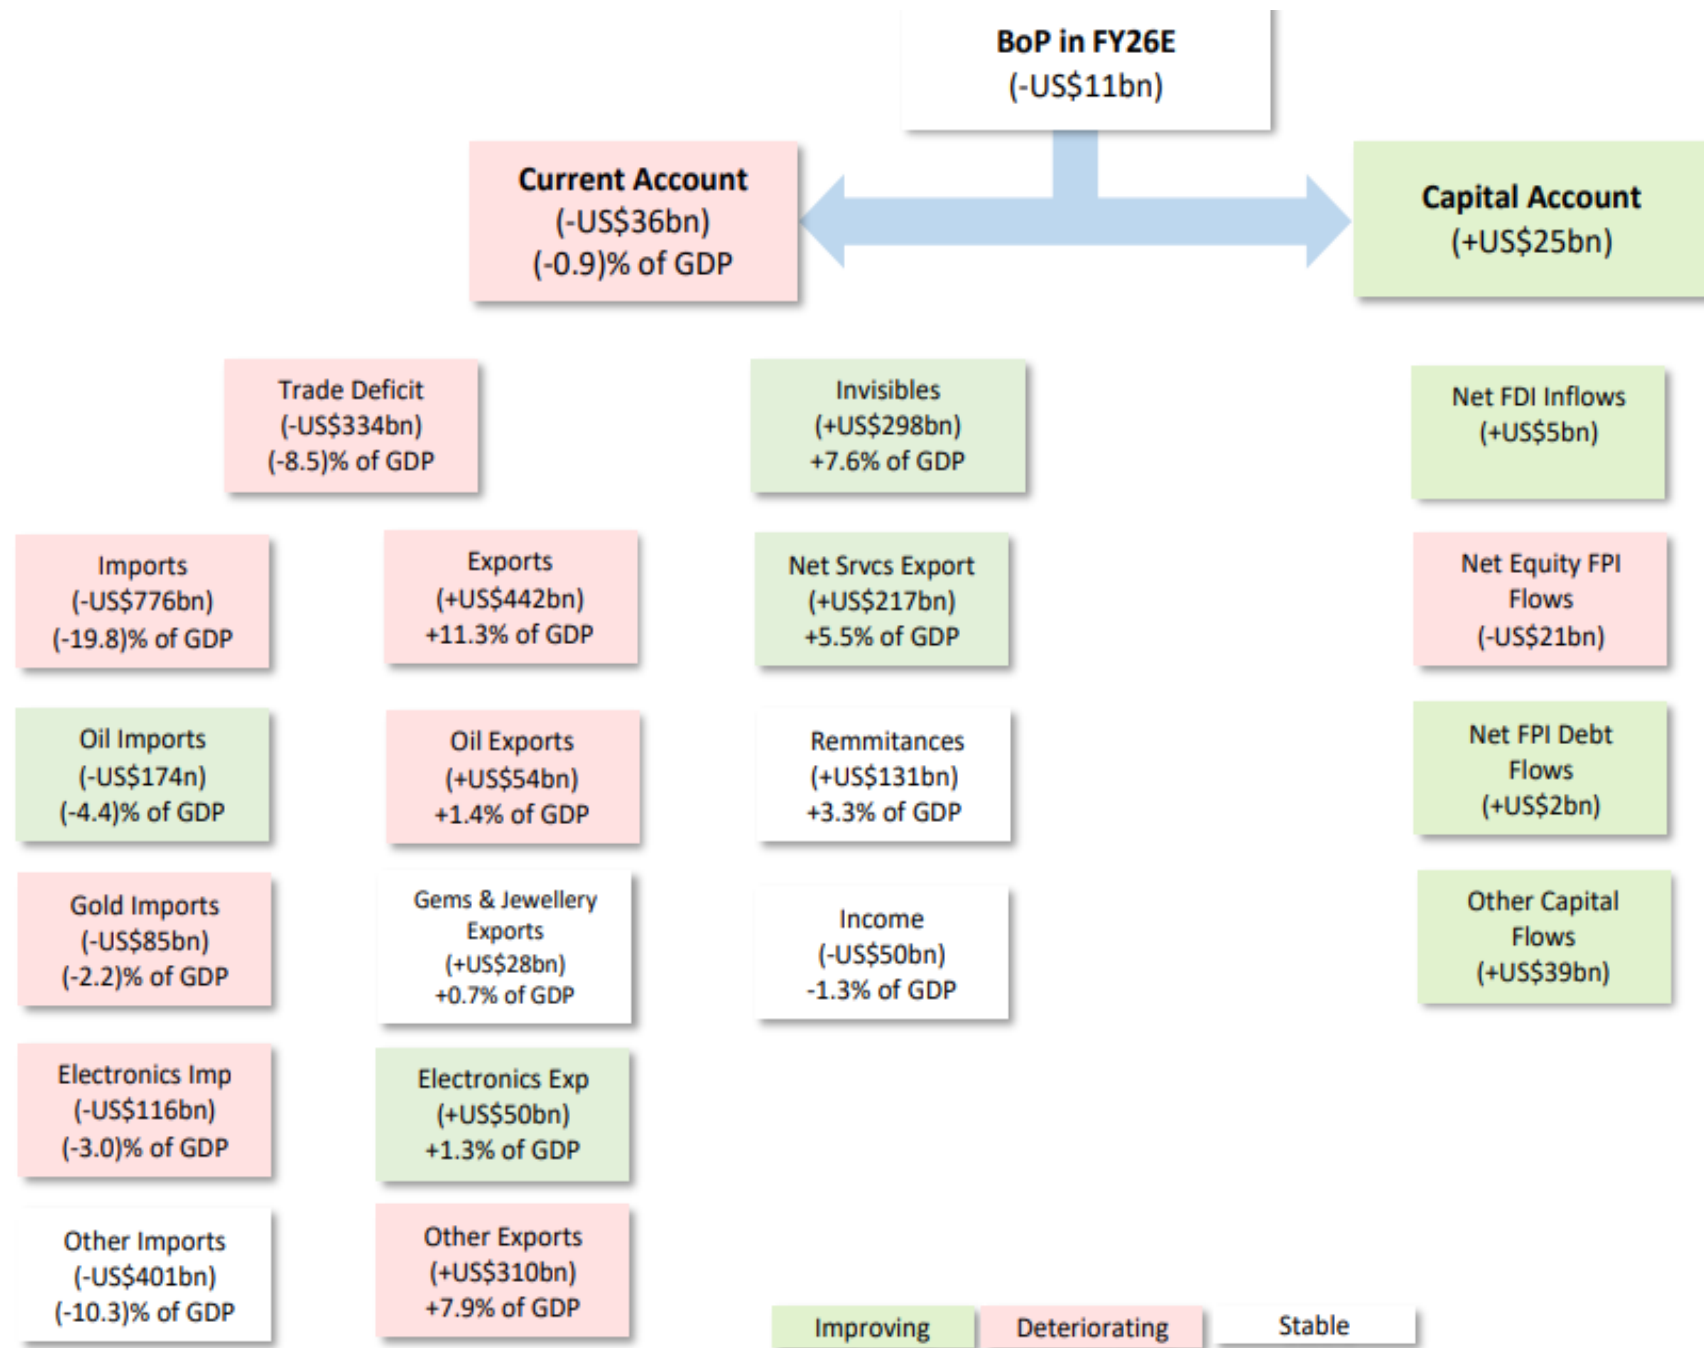 BoP in FY26E
(-US$11bn)
Current Account
(-US$36bn)
(-0.9)% of GDP
Capital Account
(+US$25bn)
Trade Deficit
(-US$334bn)
(-8.5)% of GDP
Invisibles
(+US$298bn)
+7.6% of GDP
Net FDI Inflows
(+US$5bn)
Imports
(-US$776bn)
(-19.8)% of GDP
Exports
(+US$442bn)
+11.3% of GDP
Net Srvcs Export
(+US$217bn)
+5.5% of GDP
Net Equity FPI
Flows
(-US$21bn)
Oil Imports
(-US$174n)
(-4.4)% of GDP
Oil Exports
(+US$54bn)
+1.4% of GDP
Remmitances
(+US$131bn)
+3.3% of GDP
Net FPI Debt
Flows
(+US$2bn)
Gold Imports
(-US$85bn)
(-2.2)% of GDP
Gems & Jewellery
Exports
(+US$28bn)
+0.7% of GDP
Income
(-US$50bn)
-1.3% of GDP
Other Capital
Flows
(+US$39bn)
Electronics Imp
(-US$116bn)
(-3.0)% of GDP
Electronics Exp
(+US$50bn)
+1.3% of GDP
Other Imports
(-US$401bn)
(-10.3)% of GDP
Other Exports
(+US$310bn)
+7.9% of GDP
Improving
Deteriorating
Stable